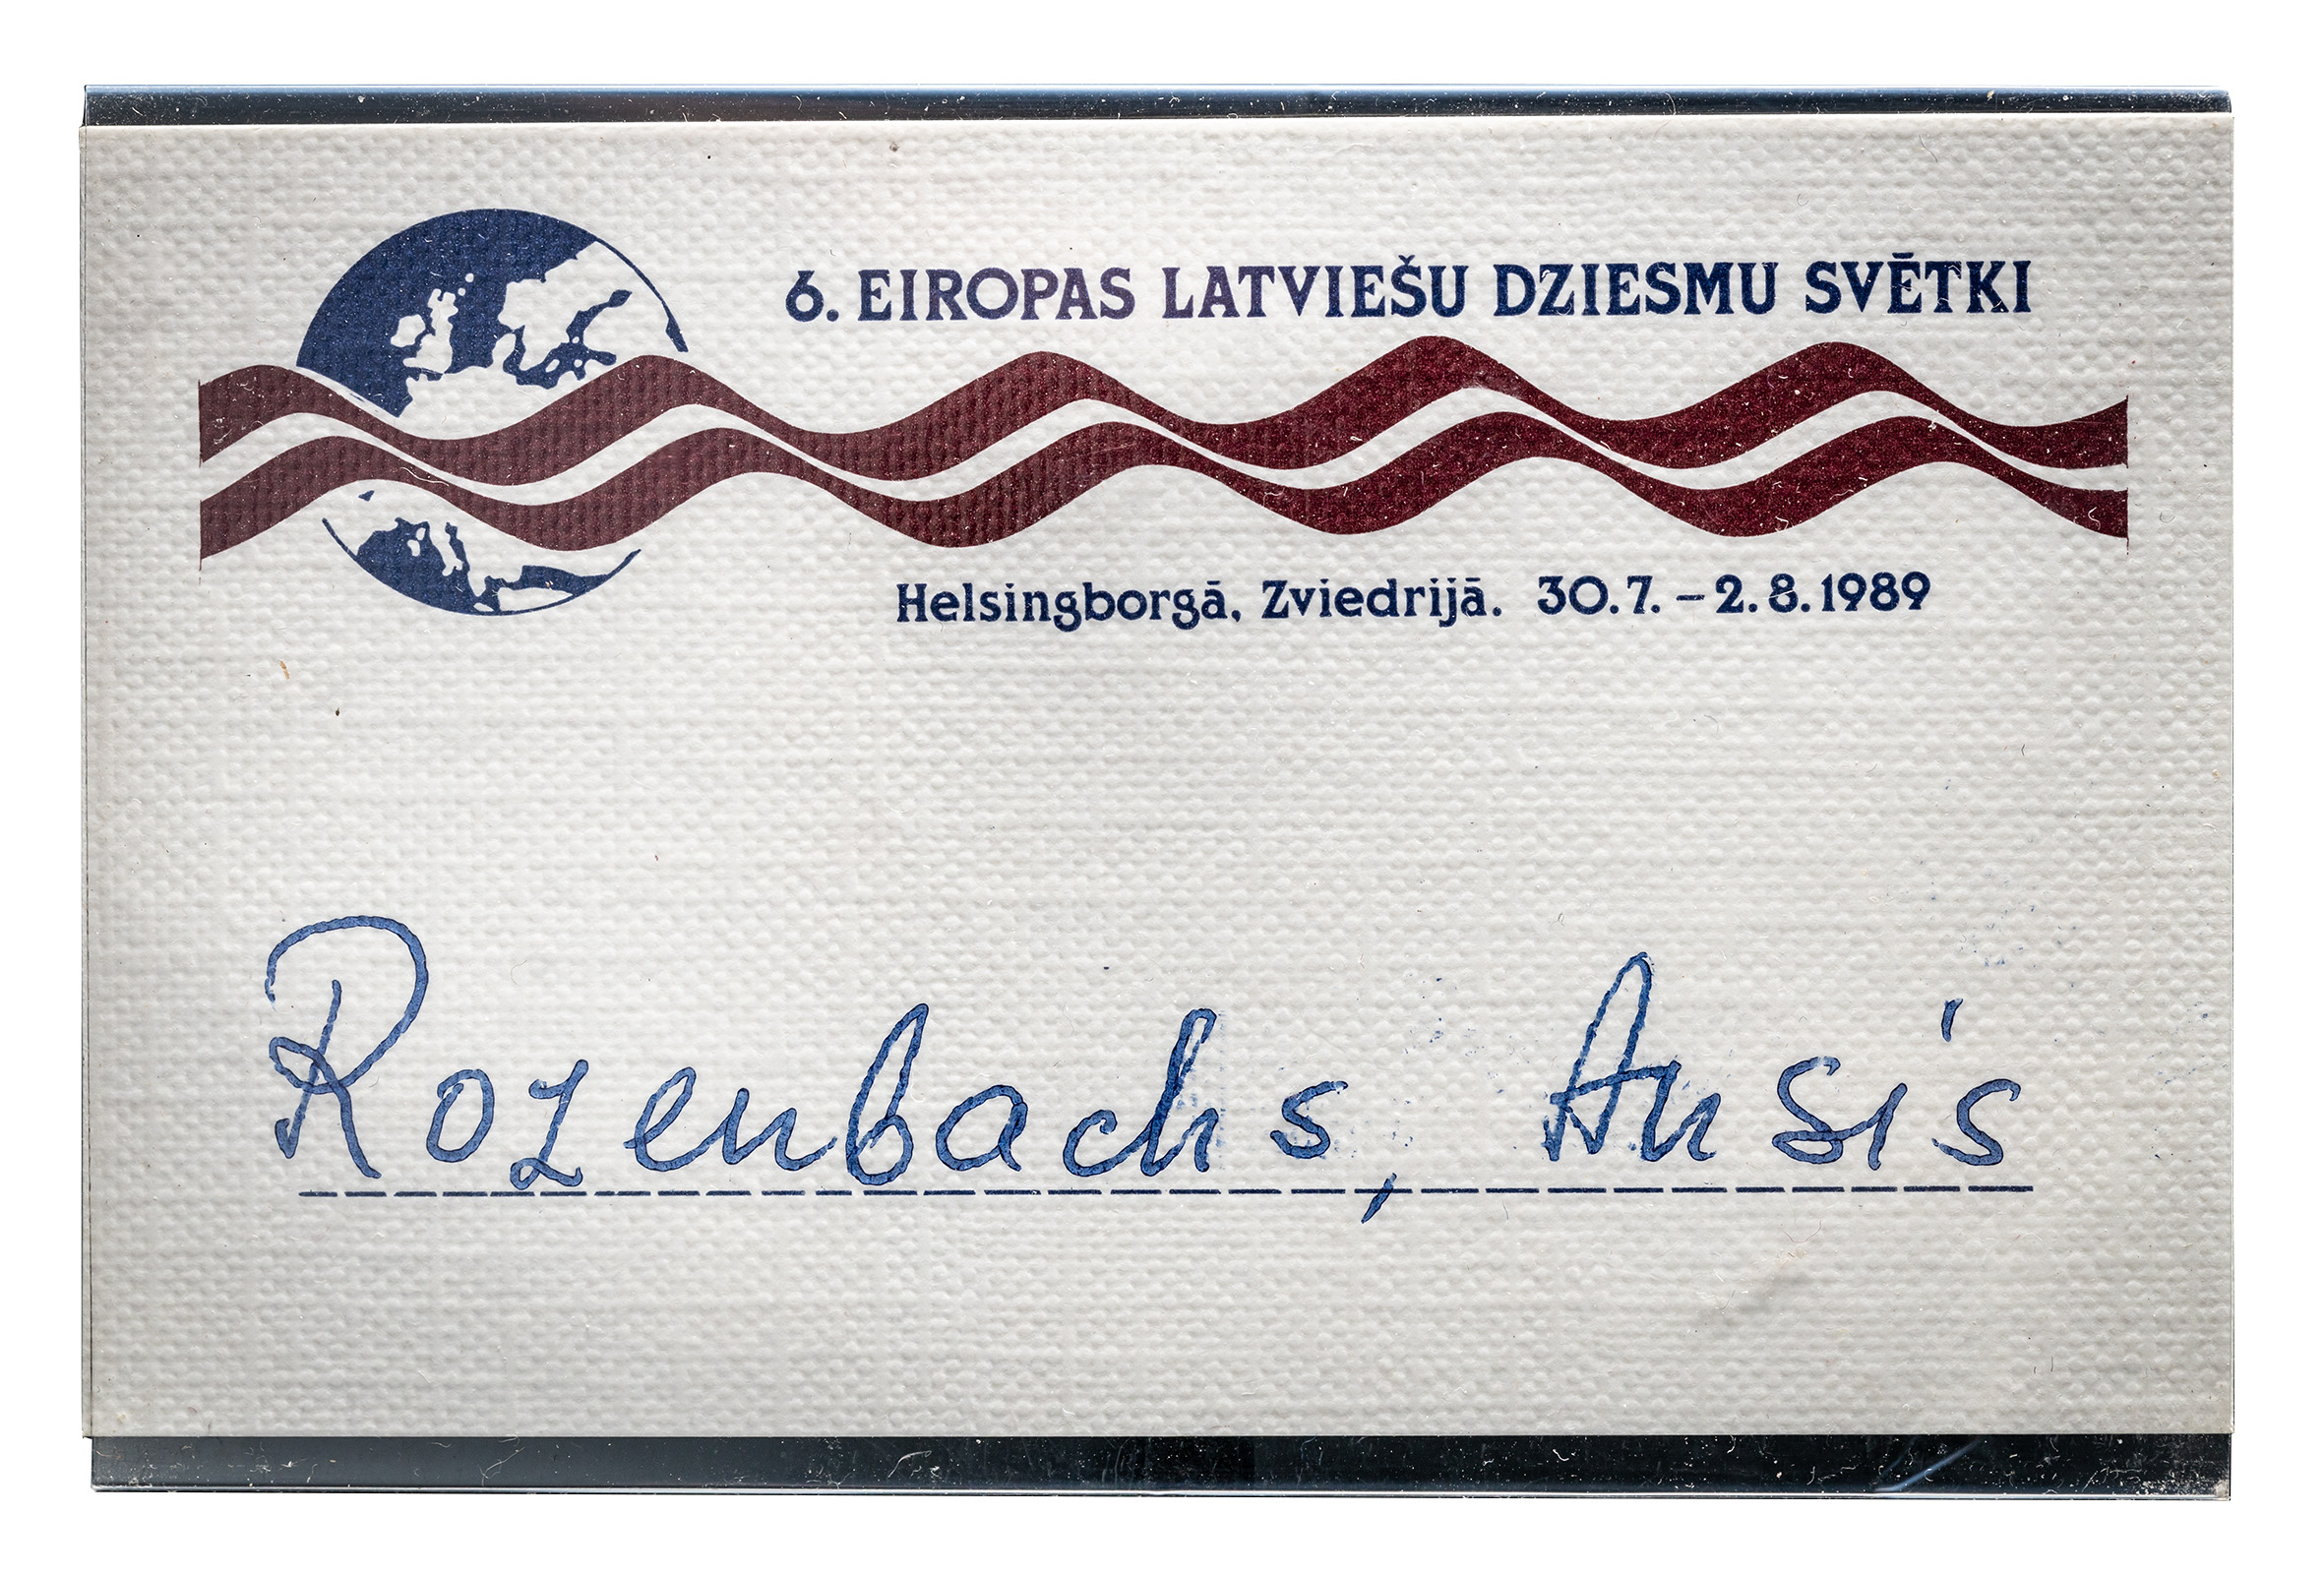 6. EIROPAS LATVIEŠU DZIESMU SVĒTKI
Helsingborgā, Zviedrijā. 30.7. – 2.8.1989
Rozenbachs, Ansis